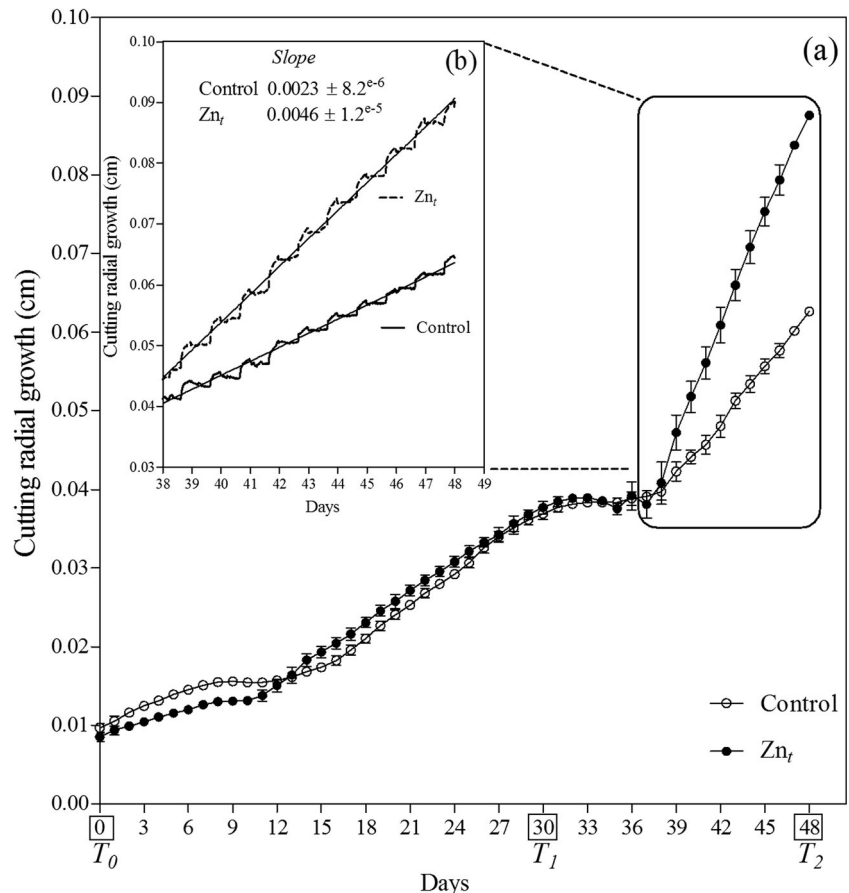 0.10
(a)
0.09
0.08
0.07
0.06
0.05
0.04
0.03
0.02
0.01
0.00
Cutting radial growth (cm)
0 3 6 9 12 15 18 21 24 27 30 33 36 39 42 45 48
T0 T1 T2
Days
Control
Znt
(b)
Slope
Control 0.0023 ± 8.2e-6
Znt 0.0046 ± 1.2e-5
0.10
0.09
0.08
0.07
0.06
0.05
0.04
0.03
Cutting radial growth (cm)
Znt
Control
38 39 40 41 42 43 44 45 46 47 48 49
Days